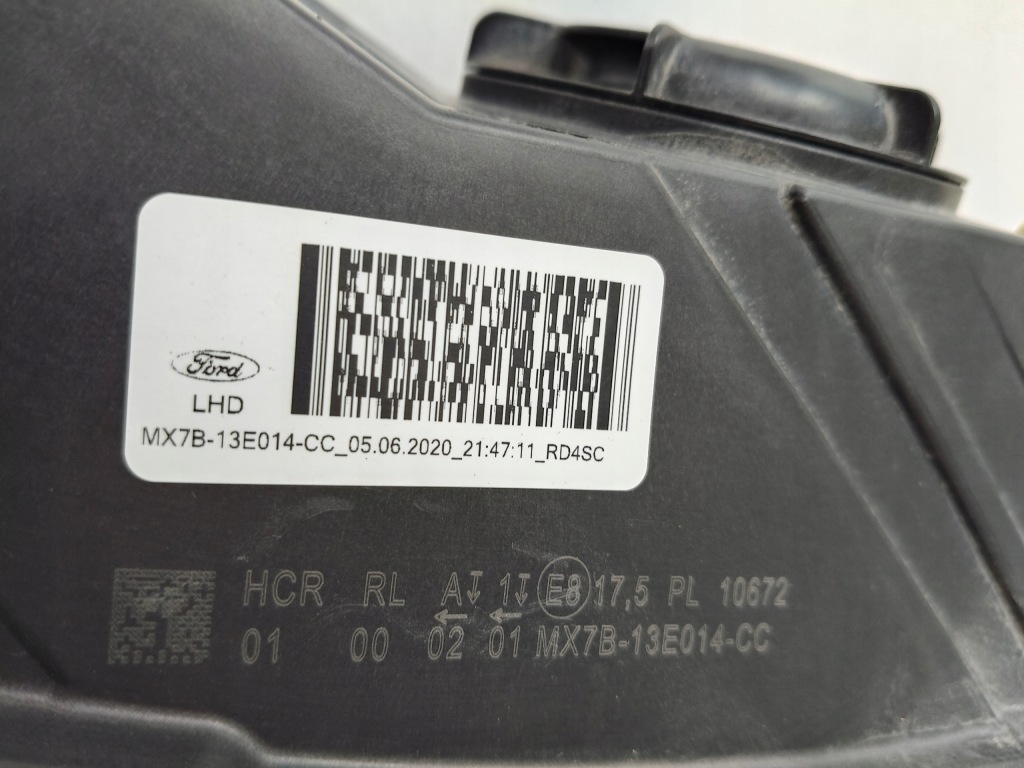 Ford
LHD
MX7B-13E014-CC_05.06.2020_21:47:11_RD4SC
HCR RL A↧ 1↧ E8 17,5 PL 10672
← ←
01 00 02 01 MX7B-13E014-CC